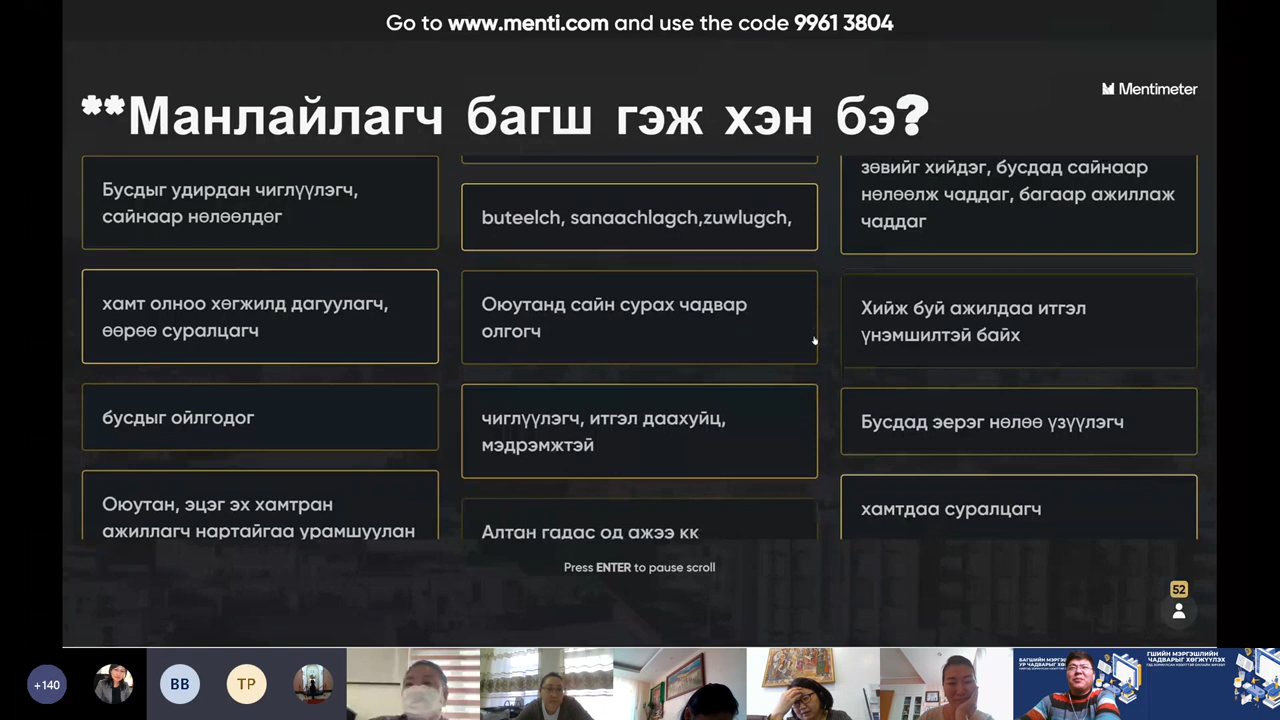 Go to www.menti.com and use the code 9961 3804
Mentimeter
**Манлайлагч багш гэж хэн бэ?
Бусдыг удирдан чиглүүлэгч,
сайнаар нөлөөлдөг
хамт олноо хөгжилд дагуулагч,
өөрөө суралцагч
бусдыг ойлгодог
Оюутан, эцэг эх хамтран
ажиллагч нартайгаа урамшуулан
buteelch, sanaachlagch,zuwlugch,
Оюутанд сайн сурах чадвар
олгогч
чиглүүлэгч, итгэл даахуйц,
мэдрэмжтэй
Алтан гадас од ажээ кк
зөвийг хийдэг, бусдад сайнаар
нөлөөлж чаддаг, багаар ажиллаж
чаддаг
Хийж буй ажилдаа итгэл
үнэмшилтэй байх
Бусдад эерэг нөлөө үзүүлэгч
хамтдаа суралцагч
Press ENTER to pause scroll
52
+140
BB
TP